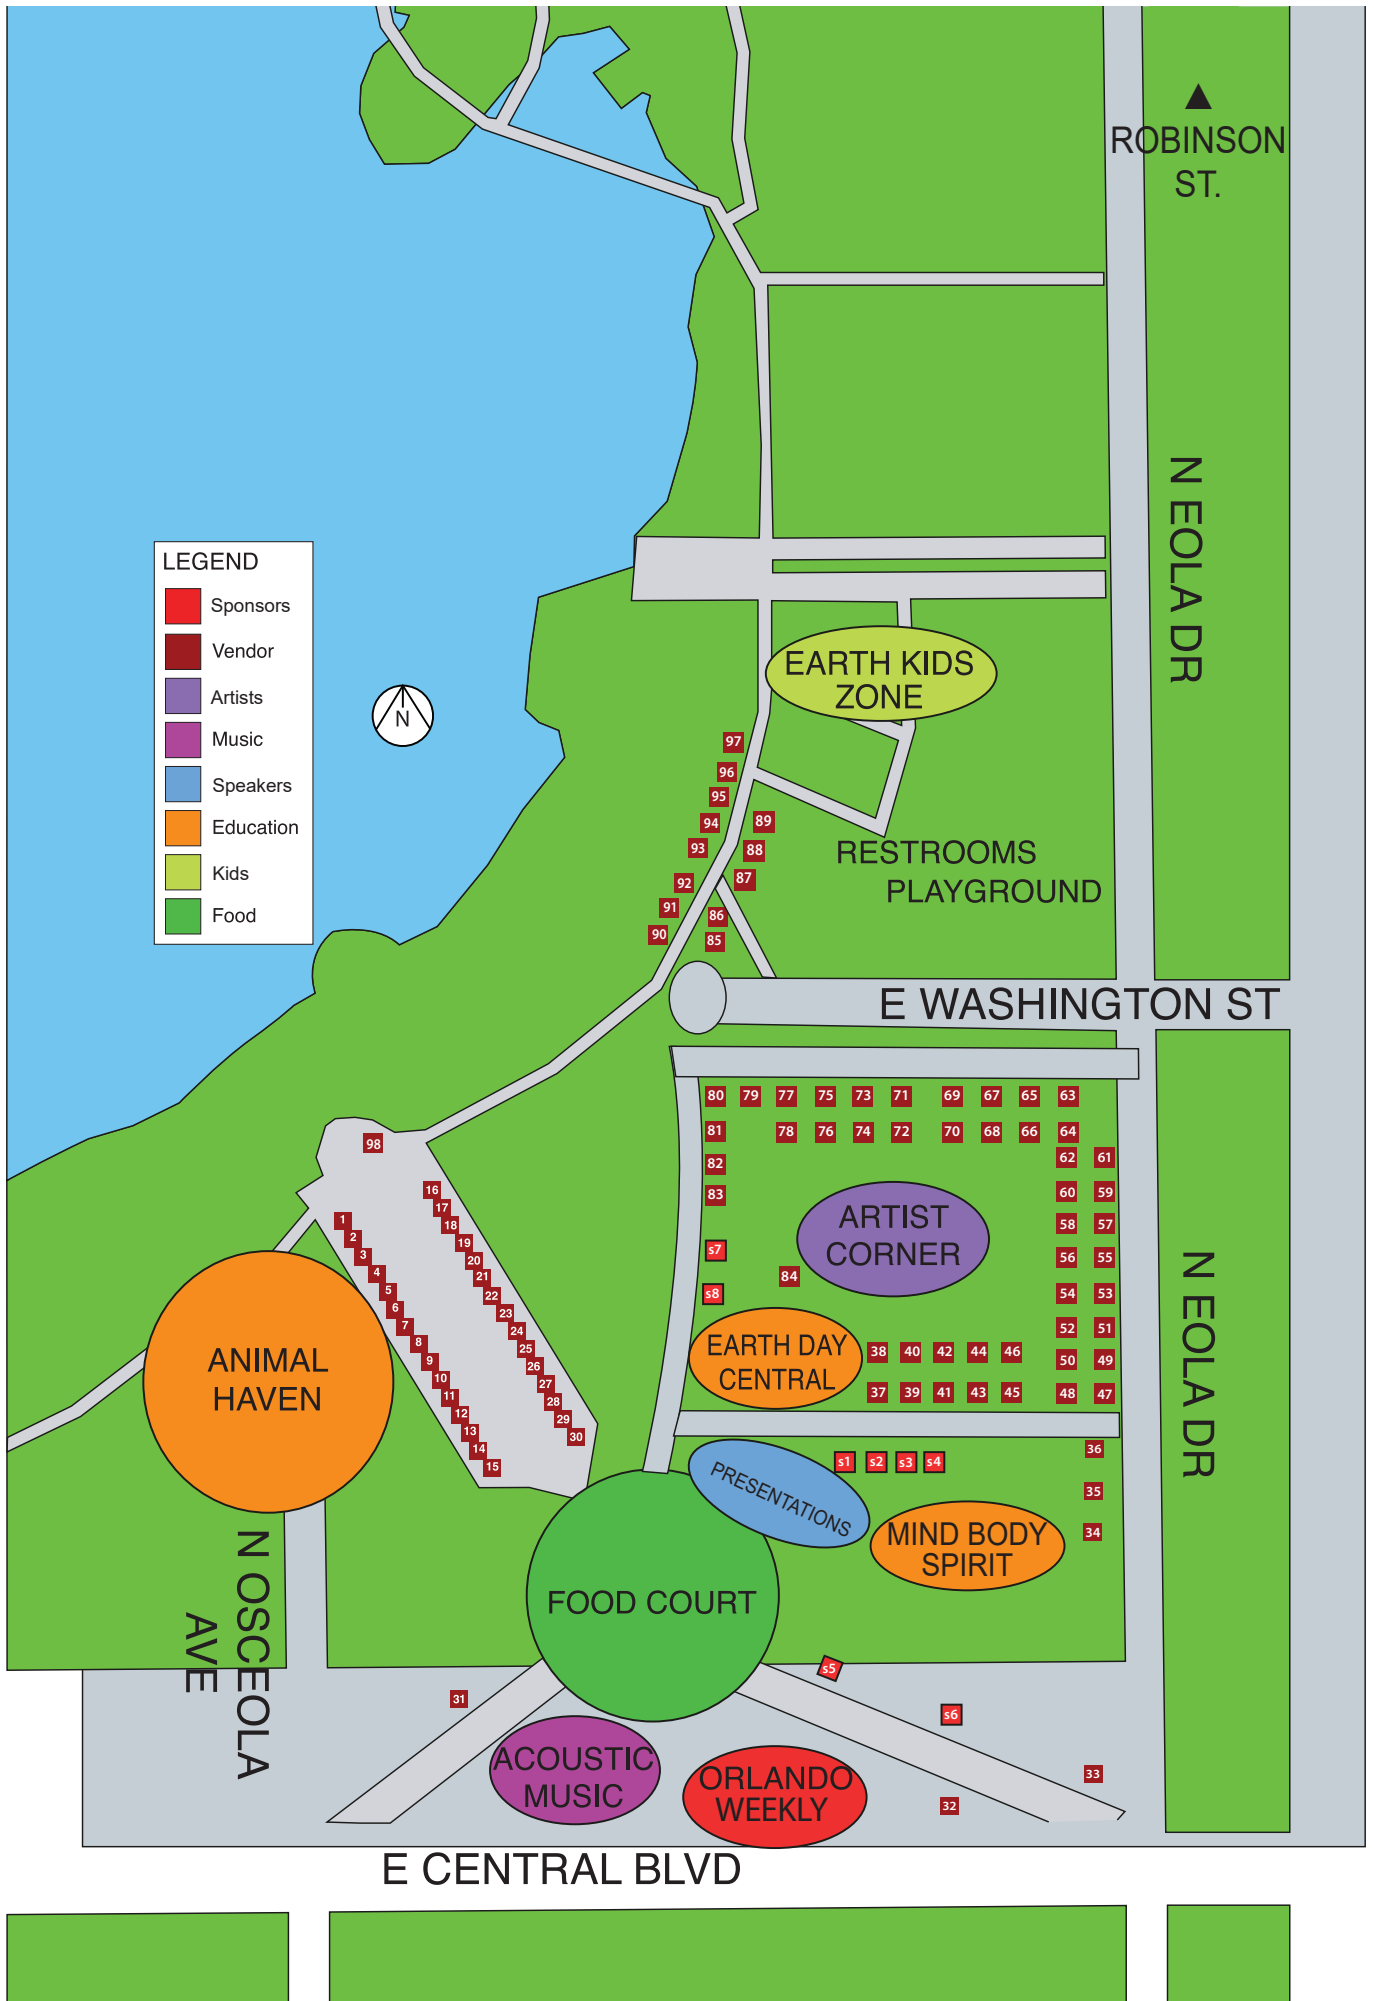 ROBINSON
ST.
N EOLA DR
LEGEND
Sponsors
Vendor
Artists
Music
Speakers
Education
Kids
Food
N
EARTH KIDS
ZONE
97
96
95
94
93
92
91
90
89
88
87
86
85
RESTROOMS
PLAYGROUND
E WASHINGTON ST
80 79 77 75 73 71 69 67 65 63
81 78 76 74 72 70 68 66 64
82 62 61
83 60 59
58 57
s7 56 55
84
s8 54 53
52 51
50 49
48 47
ARTIST
CORNER
EARTH DAY
CENTRAL
38 40 42 44 46
37 39 41 43 45
N EOLA DR
98
16
17
18
19
20
21
22
23
24
25
26
27
28
29
30
1
2
3
4
5
6
7
8
9
10
11
12
13
14
15
ANIMAL
HAVEN
36
35
34
s1 s2 s3 s4
PRESENTATIONS
MIND BODY
SPIRIT
FOOD COURT
N OSCEOLA
AVE
31
s5
s6
33
32
ACOUSTIC
MUSIC
ORLANDO
WEEKLY
E CENTRAL BLVD